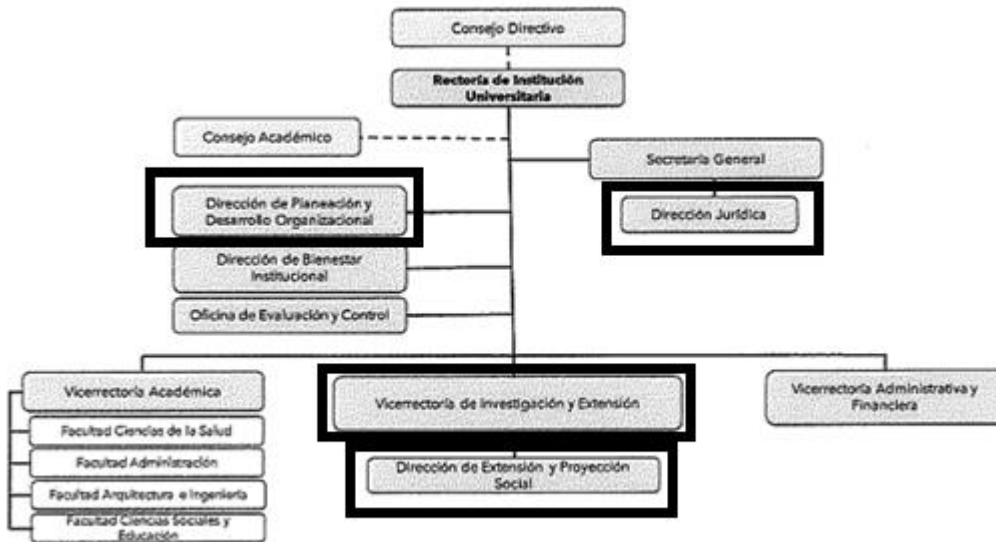 Consejo Directivo
Rectoría de Institución
Universitaria
Consejo Académico
Secretaría General
Dirección de Planeación y
Desarrollo Organizacional
Dirección Jurídica
Dirección de Bienestar
Institucional
Oficina de Evaluación y Control
Vicerrectoría Académica
Vicerrectoría de Investigación y Extensión
Vicerrectoría Administrativa y
Financiera
Facultad Ciencias de la Salud
Facultad Administración
Facultad Arquitectura e Ingeniería
Facultad Ciencias Sociales y
Educación
Dirección de Extensión y Proyección
Social